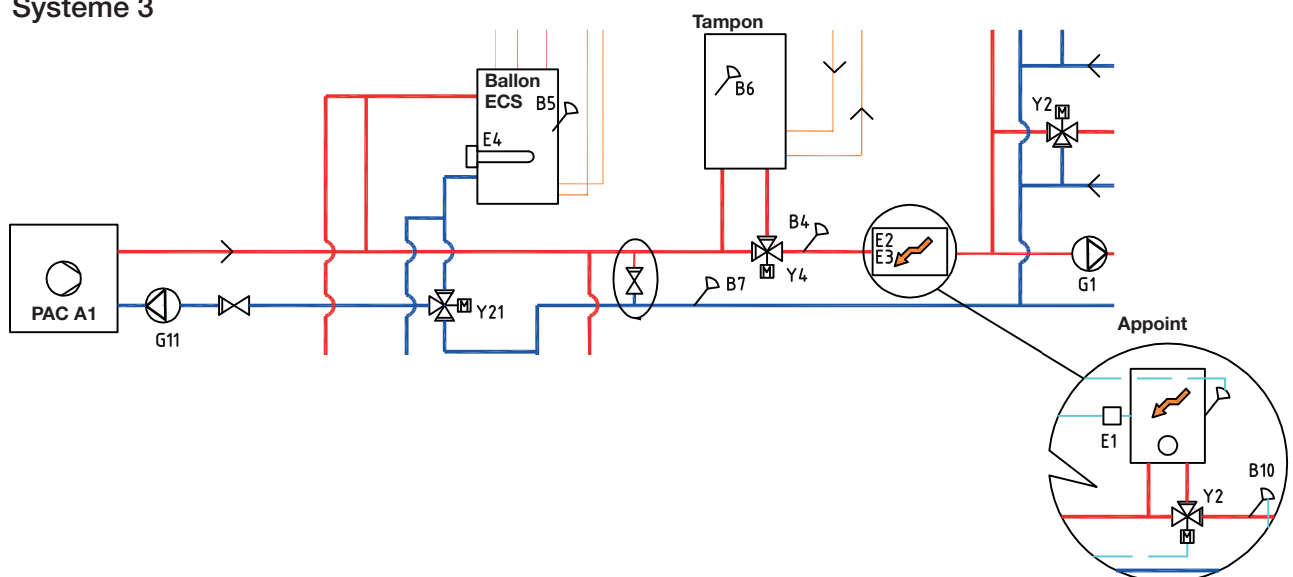 Système 3
Tampon
Ballon
ECS
B5
E4
B6
Y2
M
PAC A1
G11
M
Y21
B7
B4
M
Y4
E2
E3
G1
Appoint
E1
B10
Y2
M